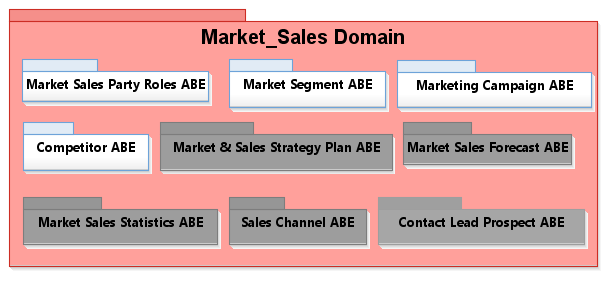 Market_Sales Domain
Market Sales Party Roles ABE
Market Segment ABE
Marketing Campaign ABE
Competitor ABE
Market & Sales Strategy Plan ABE
Market Sales Forecast ABE
Market Sales Statistics ABE
Sales Channel ABE
Contact Lead Prospect ABE